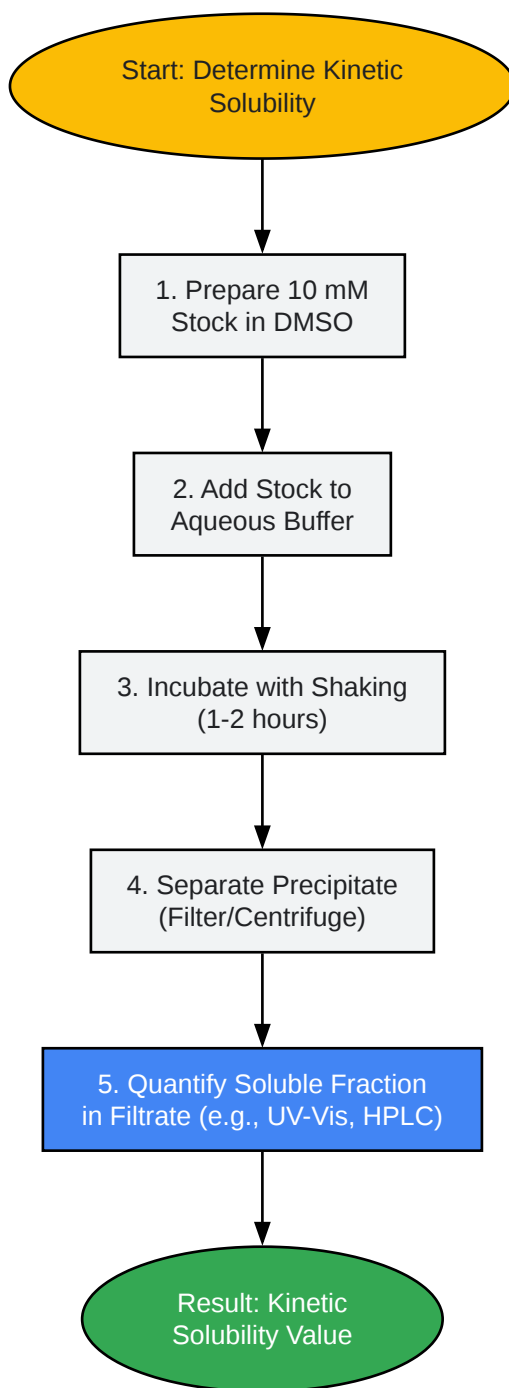 Start: Determine Kinetic
Solubility
1. Prepare 10 mM
Stock in DMSO
2. Add Stock to
Aqueous Buffer
3. Incubate with Shaking
(1-2 hours)
4. Separate Precipitate
(Filter/Centrifuge)
5. Quantify Soluble Fraction
in Filtrate (e.g., UV-Vis, HPLC)
Result: Kinetic
Solubility Value